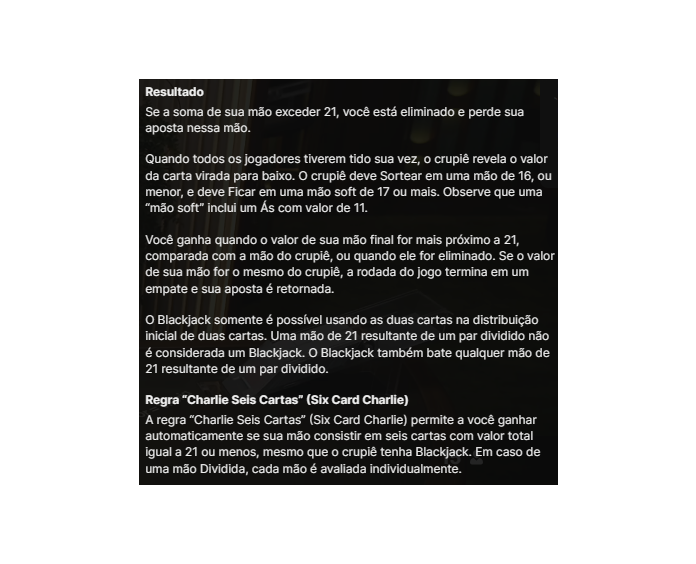 Resultado
Se a soma de sua mão exceder 21, você está eliminado e perde sua
aposta nessa mão.
Quando todos os jogadores tiverem tido sua vez, o crupiê revela o valor
da carta virada para baixo. O crupiê deve Sortear em uma mão de 16, ou
menor, e deve Ficar em uma mão soft de 17 ou mais. Observe que uma
“mão soft” inclui um Ás com valor de 11.
Você ganha quando o valor de sua mão final for mais próximo a 21,
comparada com a mão do crupiê, ou quando ele for eliminado. Se o valor
de sua mão for o mesmo do crupiê, a rodada do jogo termina em um
empate e sua aposta é retornada.
O Blackjack somente é possível usando as duas cartas na distribuição
inicial de duas cartas. Uma mão de 21 resultante de um par dividido não
é considerada um Blackjack. O Blackjack também bate qualquer mão de
21 resultante de um par dividido.
Regra “Charlie Seis Cartas” (Six Card Charlie)
A regra “Charlie Seis Cartas” (Six Card Charlie) permite a você ganhar
automaticamente se sua mão consistir em seis cartas com valor total
igual a 21 ou menos, mesmo que o crupiê tenha Blackjack. Em caso de
uma mão Dividida, cada mão é avaliada individualmente.